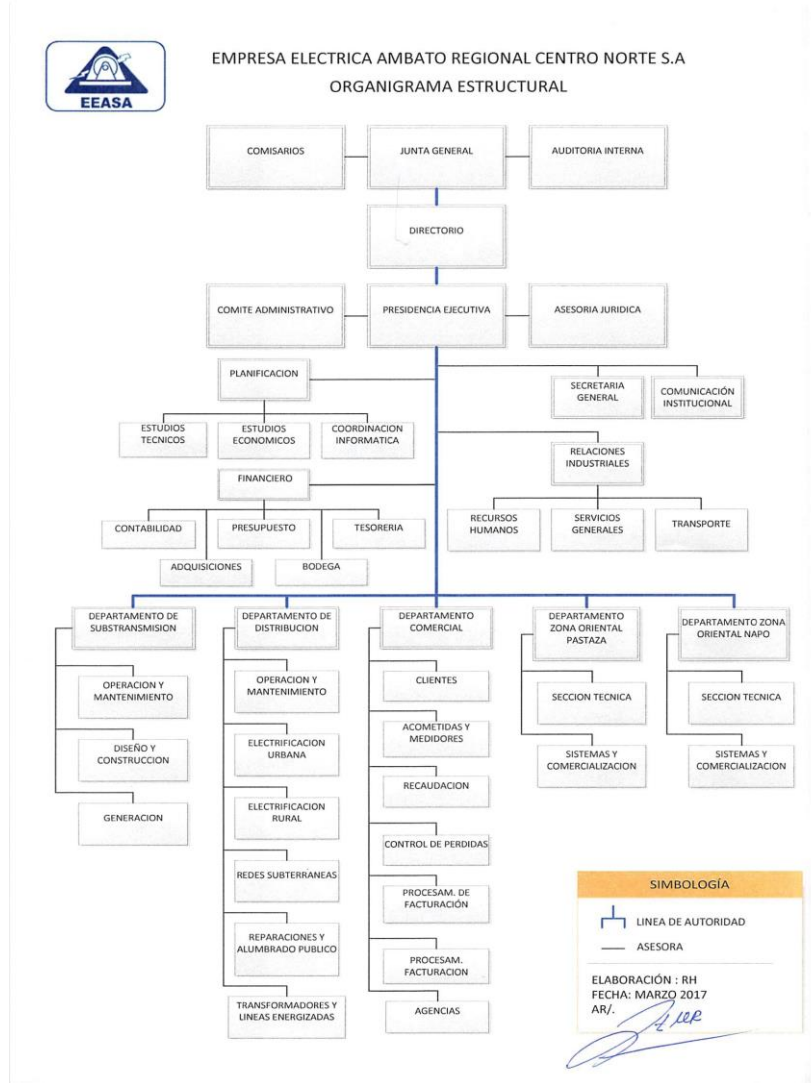 EEASA
EMPRESA ELECTRICA AMBATO REGIONAL CENTRO NORTE S.A
ORGANIGRAMA ESTRUCTURAL
COMISARIOS
JUNTA GENERAL
AUDITORIA INTERNA
DIRECTORIO
COMITE ADMINISTRATIVO
PRESIDENCIA EJECUTIVA
ASESORIA JURIDICA
PLANIFICACION
SECRETARIA
GENERAL
COMUNICACIÓN
INSTITUCIONAL
ESTUDIOS
TECNICOS
ESTUDIOS
ECONOMICOS
COORDINACION
INFORMATICA
RELACIONES
INDUSTRIALES
FINANCIERO
CONTABILIDAD
PRESUPUESTO
TESORERIA
RECURSOS
HUMANOS
SERVICIOS
GENERALES
TRANSPORTE
ADQUISICIONES
BODEGA
DEPARTAMENTO DE
SUBSTRANSMISION
OPERACION Y
MANTENIMIENTO
DISEÑO Y
CONSTRUCCION
GENERACION
DEPARTAMENTO DE
DISTRIBUCION
OPERACION Y
MANTENIMIENTO
ELECTRIFICACION
URBANA
ELECTRIFICACION
RURAL
REDES SUBTERRANEAS
REPARACIONES Y
ALUMBRADO PUBLICO
TRANSFORMADORES Y
LINEAS ENERGIZADAS
DEPARTAMENTO
COMERCIAL
CLIENTES
ACOMETIDAS Y
MEDIDORES
RECAUDACION
CONTROL DE PERDIDAS
PROCESAM. DE
FACTURACIÓN
PROCESAM.
FACTURACION
AGENCIAS
DEPARTAMENTO
ZONA ORIENTAL
PASTAZA
SECCION TECNICA
SISTEMAS Y
COMERCIALIZACION
DEPARTAMENTO ZONA
ORIENTAL NAPO
SECCION TECNICA
SISTEMAS Y
COMERCIALIZACION
SIMBOLOGÍA
LINEA DE AUTORIDAD
ASESORA
ELABORACIÓN : RH
FECHA: MARZO 2017
AR/.